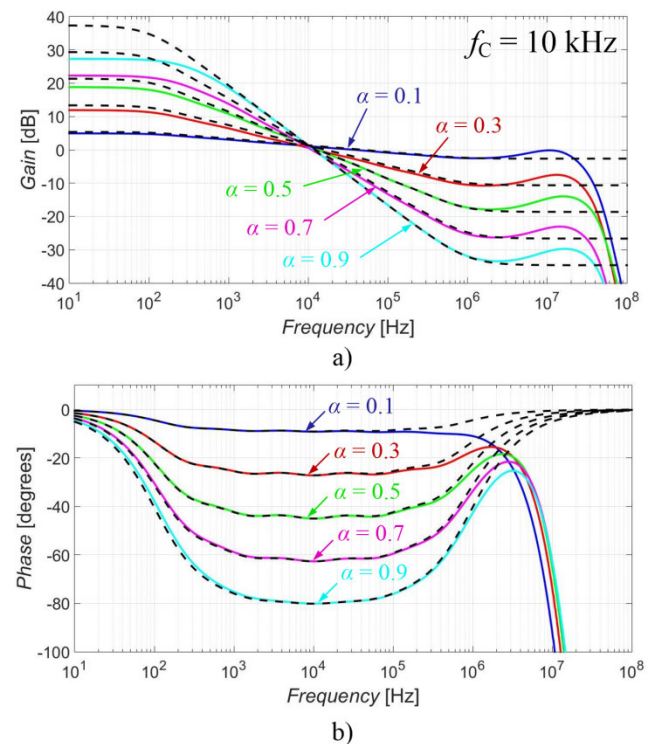 40
30
20
10
0
-10
-20
-30
-40
Gain [dB]
f_C = 10 kHz
α = 0.1
α = 0.3
α = 0.5
α = 0.7
α = 0.9
10^1 10^2 10^3 10^4 10^5 10^6 10^7 10^8
Frequency [Hz]
a)
0
-20
-40
-60
-80
-100
Phase [degrees]
α = 0.1
α = 0.3
α = 0.5
α = 0.7
α = 0.9
10^1 10^2 10^3 10^4 10^5 10^6 10^7 10^8
Frequency [Hz]
b)